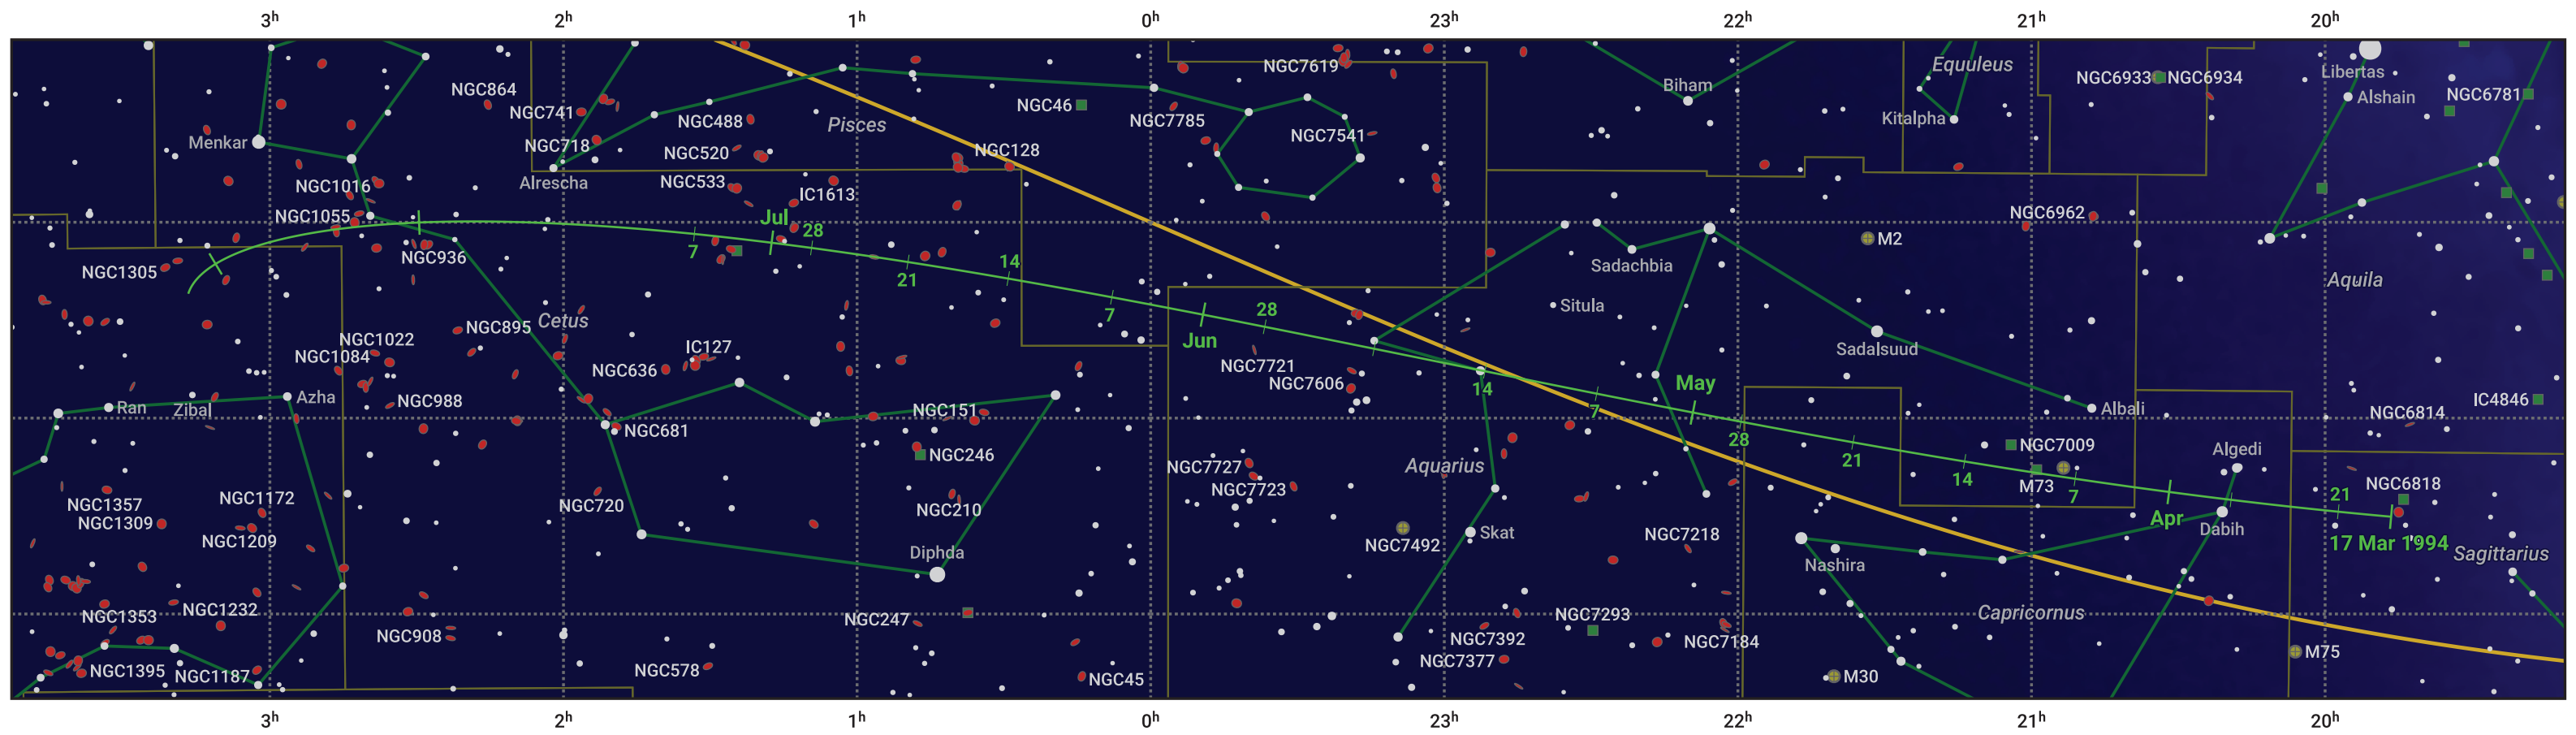 3h 2h 1h 0h 23h 22h 21h 20h
NGC7619
Equuleus
Libertas
NGC6933
NGC6934
Biham
NGC864
NGC6781
Alshain
NGC46
NGC741
Kitalpha
NGC488
Pisces
NGC7785
NGC7541
Menkar
NGC718
NGC520
NGC128
Alrescha
NGC533
NGC1016
IC1613
NGC1055
Jul
28
NGC6962
M2
7
NGC936
14
Sadachbia
NGC1305
21
Aquila
Situla
28
7
Cetus
NGC895
Jun
NGC1022
IC127
Sadalsuud
NGC1084
NGC7721
NGC636
NGC7606
May
14
Azha
NGC988
IC4846
Ran
Zibal
NGC151
7
Albali
NGC6814
NGC681
28
NGC7009
Algedi
NGC246
21
Aquarius
NGC7727
14
M73
NGC6818
NGC7723
7
21
NGC1172
NGC1357
NGC720
NGC210
Apr
NGC1309
Skat
NGC7218
Dabih
NGC1209
NGC7492
17 Mar 1994
Diphda
Sagittarius
Nashira
NGC1232
NGC1353
Capricornus
NGC7293
NGC247
NGC908
NGC7392
NGC7184
M75
NGC7377
NGC1395
NGC1187
NGC578
NGC45
M30
3h 2h 1h 0h 23h 22h 21h 20h